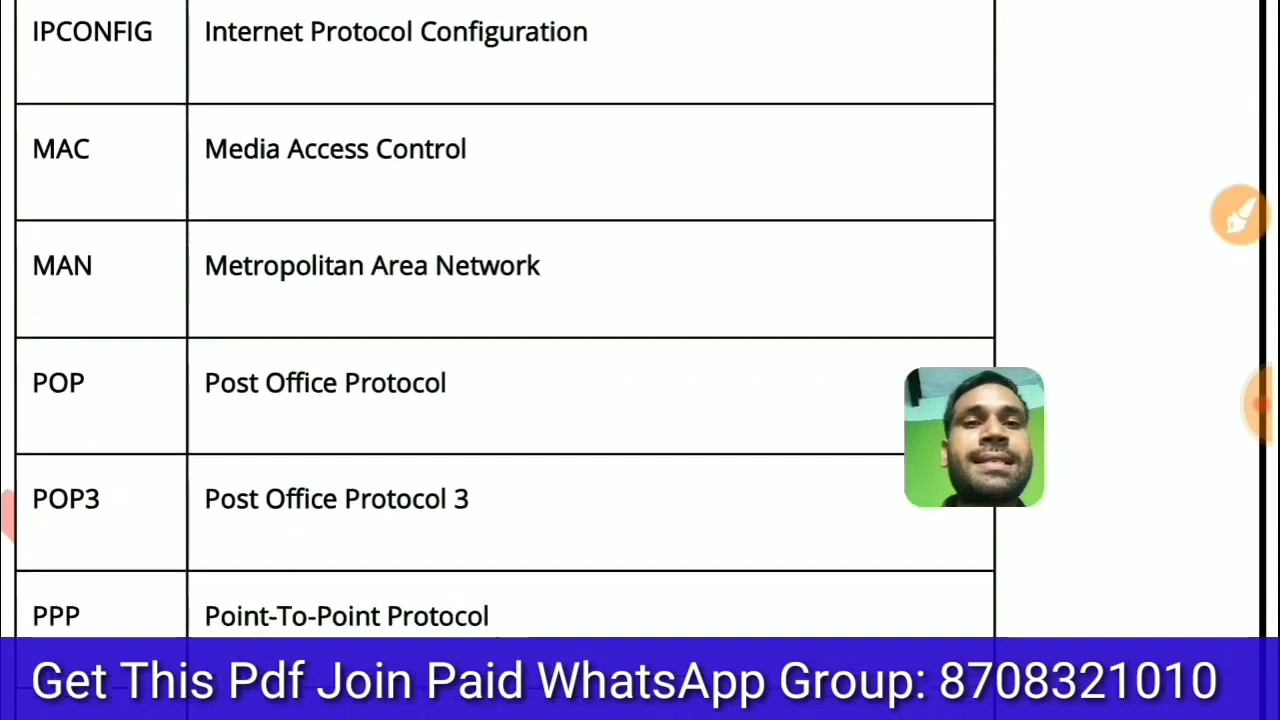 IPCONFIG Internet Protocol Configuration
MAC Media Access Control
MAN Metropolitan Area Network
POP Post Office Protocol
POP3 Post Office Protocol 3
PPP Point-To-Point Protocol
Get This Pdf Join Paid WhatsApp Group: 8708321010